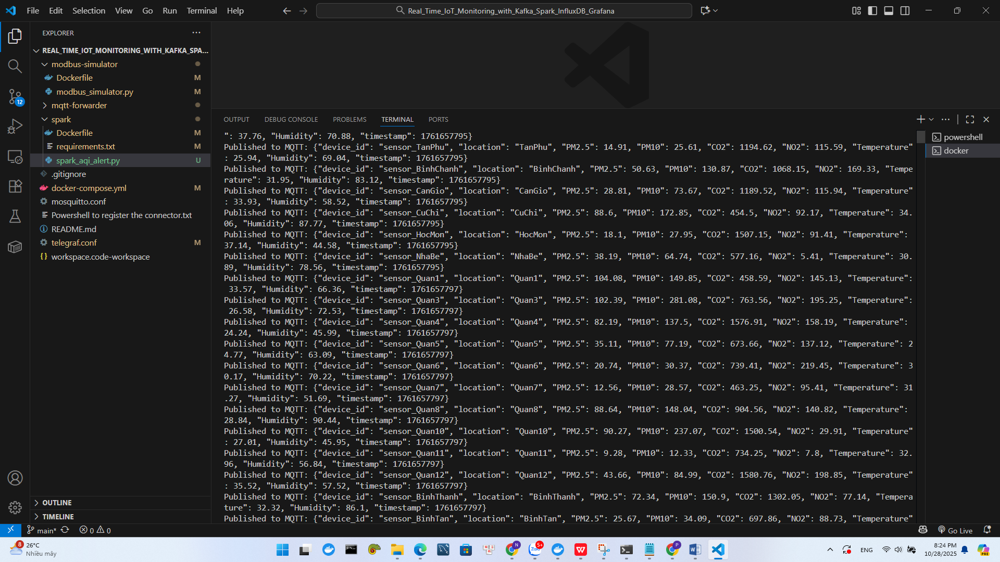 File Edit Selection View Go Run Terminal Help
Real_Time_IoT_Monitoring_with_Kafka_Spark_InfluxDB_Grafana
EXPLORER
REAL_TIME_IOT_MONITORING_WITH_KAFKA_SPA...
modbus-simulator
Dockerfile M
modbus_simulator.py M
mqtt-forwarder
spark
Dockerfile M
requirements.txt M
spark_aqi_alert.py U
.gitignore
docker-compose.yml M
mosquitto.conf
Powershell to register the connector.txt
README.md
telegraf.conf M
workspace.code-workspace
OUTLINE
TIMELINE
12
OUTPUT DEBUG CONSOLE PROBLEMS TERMINAL PORTS
powershell
docker
": 37.76, "Humidity": 70.88, "timestamp": 1761657795}
Published to MQTT: {"device_id": "sensor_TanPhu", "location": "TanPhu", "PM2.5": 14.91, "PM10": 25.61, "CO2": 1194.62, "NO2": 115.59, "Temperature"
: 25.94, "Humidity": 69.04, "timestamp": 1761657795}
Published to MQTT: {"device_id": "sensor_BinhChanh", "location": "BinhChanh", "PM2.5": 50.63, "PM10": 130.87, "CO2": 1068.15, "NO2": 169.33, "Tempe
rature": 31.95, "Humidity": 83.12, "timestamp": 1761657795}
Published to MQTT: {"device_id": "sensor_CanGio", "location": "CanGio", "PM2.5": 28.81, "PM10": 73.67, "CO2": 1189.52, "NO2": 115.94, "Temperature"
: 33.93, "Humidity": 58.52, "timestamp": 1761657795}
Published to MQTT: {"device_id": "sensor_CuChi", "location": "CuChi", "PM2.5": 88.6, "PM10": 172.85, "CO2": 454.5, "NO2": 92.17, "Temperature": 34.
06, "Humidity": 87.77, "timestamp": 1761657795}
Published to MQTT: {"device_id": "sensor_HocMon", "location": "HocMon", "PM2.5": 18.1, "PM10": 27.95, "CO2": 1507.15, "NO2": 91.41, "Temperature":
37.14, "Humidity": 44.58, "timestamp": 1761657795}
Published to MQTT: {"device_id": "sensor_NhaBe", "location": "NhaBe", "PM2.5": 38.19, "PM10": 64.74, "CO2": 577.16, "NO2": 5.41, "Temperature": 30.
89, "Humidity": 78.56, "timestamp": 1761657795}
Published to MQTT: {"device_id": "sensor_Quan1", "location": "Quan1", "PM2.5": 104.08, "PM10": 149.85, "CO2": 458.59, "NO2": 145.13, "Temperature":
33.57, "Humidity": 66.36, "timestamp": 1761657797}
Published to MQTT: {"device_id": "sensor_Quan3", "location": "Quan3", "PM2.5": 102.39, "PM10": 281.08, "CO2": 763.56, "NO2": 195.25, "Temperature":
26.58, "Humidity": 72.53, "timestamp": 1761657797}
Published to MQTT: {"device_id": "sensor_Quan4", "location": "Quan4", "PM2.5": 82.19, "PM10": 137.5, "CO2": 1576.91, "NO2": 158.19, "Temperature":
24.24, "Humidity": 45.99, "timestamp": 1761657797}
Published to MQTT: {"device_id": "sensor_Quan5", "location": "Quan5", "PM2.5": 35.11, "PM10": 77.19, "CO2": 673.66, "NO2": 137.12, "Temperature": 2
4.77, "Humidity": 63.09, "timestamp": 1761657797}
Published to MQTT: {"device_id": "sensor_Quan6", "location": "Quan6", "PM2.5": 20.74, "PM10": 30.37, "CO2": 739.41, "NO2": 219.45, "Temperature": 3
0.17, "Humidity": 70.22, "timestamp": 1761657797}
Published to MQTT: {"device_id": "sensor_Quan7", "location": "Quan7", "PM2.5": 12.56, "PM10": 28.57, "CO2": 463.25, "NO2": 95.41, "Temperature": 31
.27, "Humidity": 51.69, "timestamp": 1761657797}
Published to MQTT: {"device_id": "sensor_Quan8", "location": "Quan8", "PM2.5": 88.64, "PM10": 148.04, "CO2": 904.56, "NO2": 140.82, "Temperature":
28.84, "Humidity": 90.44, "timestamp": 1761657797}
Published to MQTT: {"device_id": "sensor_Quan10", "location": "Quan10", "PM2.5": 90.27, "PM10": 237.07, "CO2": 1500.54, "NO2": 29.91, "Temperature"
: 27.01, "Humidity": 45.95, "timestamp": 1761657797}
Published to MQTT: {"device_id": "sensor_Quan11", "location": "Quan11", "PM2.5": 9.28, "PM10": 12.33, "CO2": 734.25, "NO2": 7.8, "Temperature": 32.
96, "Humidity": 56.84, "timestamp": 1761657797}
Published to MQTT: {"device_id": "sensor_Quan12", "location": "Quan12", "PM2.5": 43.66, "PM10": 84.99, "CO2": 1580.76, "NO2": 198.85, "Temperature"
: 35.52, "Humidity": 57.52, "timestamp": 1761657797}
Published to MQTT: {"device_id": "sensor_BinhThanh", "location": "BinhThanh", "PM2.5": 72.34, "PM10": 150.9, "CO2": 1302.05, "NO2": 77.14, "Tempera
ture": 32.32, "Humidity": 86.1, "timestamp": 1761657797}
Published to MQTT: {"device_id": "sensor_BinhTan", "location": "BinhTan", "PM2.5": 25.67, "PM10": 34.09, "CO2": 697.86, "NO2": 88.73, "Temperature"
main* 0 0 Go Live
8 26°C
Nhiều mây
N Zalo 5+ P
ENG 8:24 PM
10/28/2025
PRE